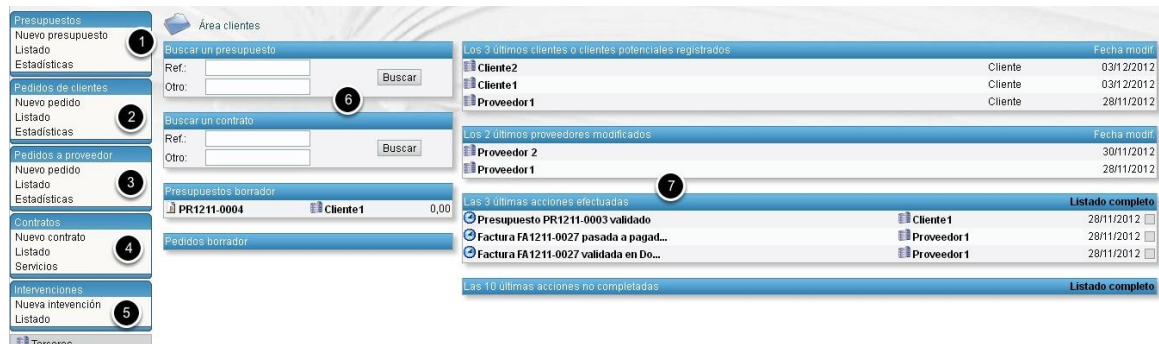 Presupuestos
Nuevo presupuesto
Listado
Estadísticas
1
Pedidos de clientes
Nuevo pedido
Listado
Estadísticas
2
Pedidos a proveedor
Nuevo pedido
Listado
Estadísticas
3
Contratos
Nuevo contrato
Listado
Servicios
4
Intervenciones
Nueva intevención
Listado
5
Terceros
Área clientes
Buscar un presupuesto
Ref.:
Otro:
Buscar
6
Buscar un contrato
Ref.:
Otro:
Buscar
Presupuestos borrador
PR1211-0004 Cliente1 0,00
Pedidos borrador
Los 3 últimos clientes o clientes potenciales registrados Fecha modif.
Cliente2 Cliente 03/12/2012
Cliente1 Cliente 03/12/2012
Proveedor1 Cliente 28/11/2012
Los 2 últimos proveedores modificados Fecha modif.
Proveedor 2 30/11/2012
Proveedor1 28/11/2012
7
Las 3 últimas acciones efectuadas Listado completo
Presupuesto PR1211-0003 validado Cliente1 28/11/2012
Factura FA1211-0027 pasada a pagad... Proveedor1 28/11/2012
Factura FA1211-0027 validada en Do... Proveedor1 28/11/2012
Las 10 últimas acciones no completadas Listado completo